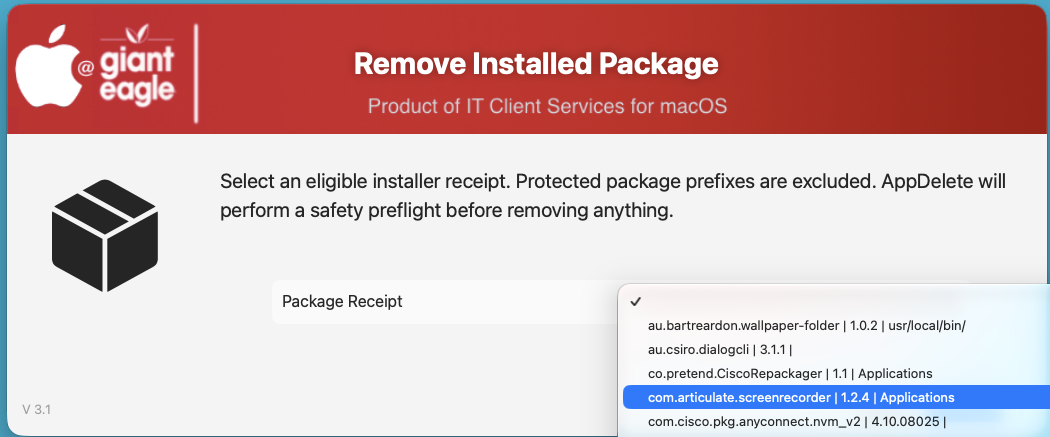 @ giant
eagle
Remove Installed Package
Product of IT Client Services for macOS
Select an eligible installer receipt. Protected package prefixes are excluded. AppDelete will
perform a safety preflight before removing anything.
Package Receipt
✓
au.bartreardon.wallpaper-folder | 1.0.2 | usr/local/bin/
au.csiro.dialogcli | 3.1.1 |
co.pretend.CiscoRepackager | 1.1 | Applications
com.articulate.screenrecorder | 1.2.4 | Applications
com.cisco.pkg.anyconnect.nvm_v2 | 4.10.08025 |
V 3.1